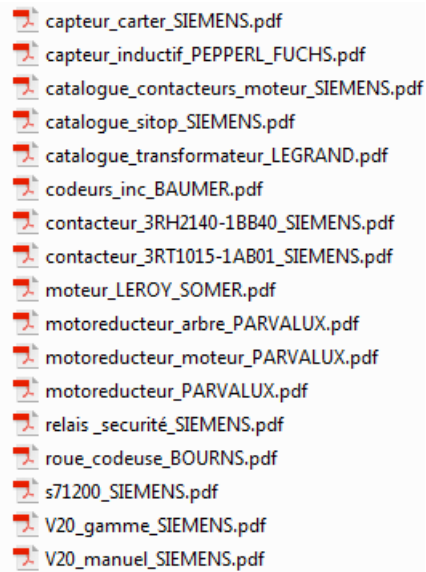 capteur_carter_SIEMENS.pdf
capteur_inductif_PEPPERL_FUCHS.pdf
catalogue_contacteurs_moteur_SIEMENS.pdf
catalogue_sitop_SIEMENS.pdf
catalogue_transformateur_LEGRAND.pdf
codeurs_inc_BAUMER.pdf
contacteur_3RH2140-1BB40_SIEMENS.pdf
contacteur_3RT1015-1AB01_SIEMENS.pdf
moteur_LEROY_SOMER.pdf
motoreducteur_arbre_PARVALUX.pdf
motoreducteur_moteur_PARVALUX.pdf
motoreducteur_PARVALUX.pdf
relais _securité_SIEMENS.pdf
roue_codeuse_BOURNS.pdf
s71200_SIEMENS.pdf
V20_gamme_SIEMENS.pdf
V20_manuel_SIEMENS.pdf